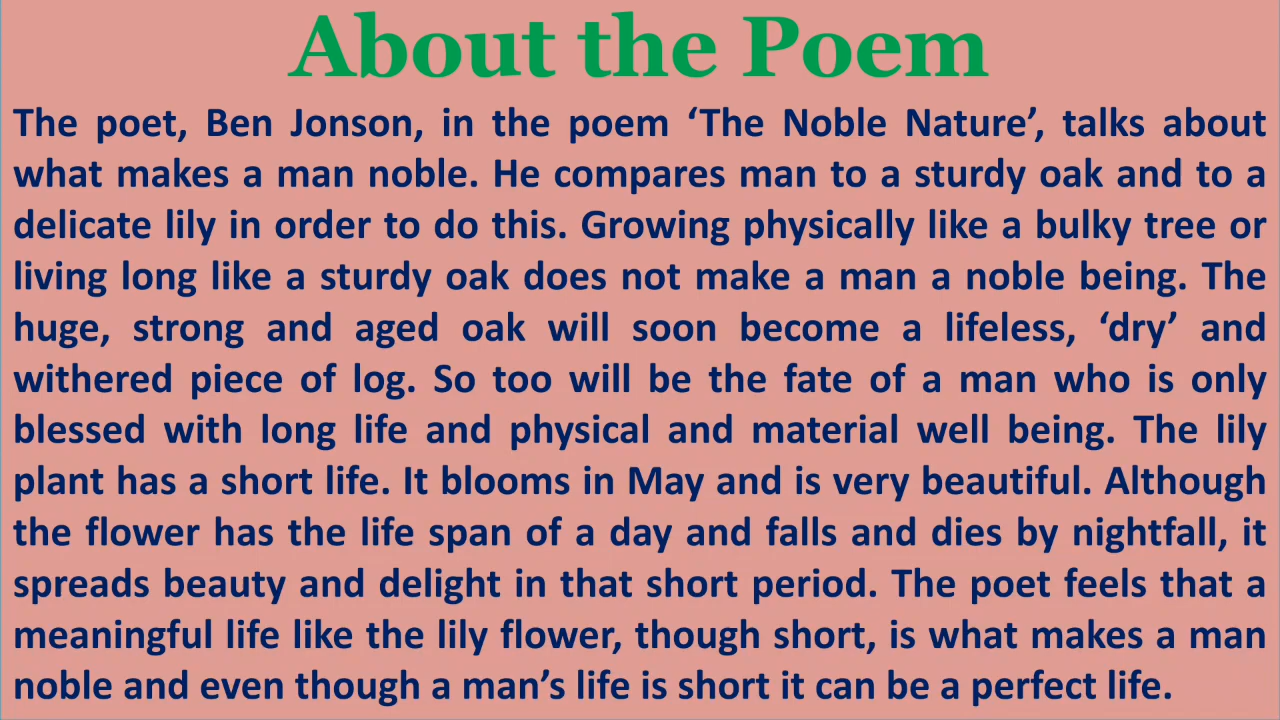 About the Poem
The poet, Ben Jonson, in the poem ‘The Noble Nature’, talks about
what makes a man noble. He compares man to a sturdy oak and to a
delicate lily in order to do this. Growing physically like a bulky tree or
living long like a sturdy oak does not make a man a noble being. The
huge, strong and aged oak will soon become a lifeless, ‘dry’ and
withered piece of log. So too will be the fate of a man who is only
blessed with long life and physical and material well being. The lily
plant has a short life. It blooms in May and is very beautiful. Although
the flower has the life span of a day and falls and dies by nightfall, it
spreads beauty and delight in that short period. The poet feels that a
meaningful life like the lily flower, though short, is what makes a man
noble and even though a man’s life is short it can be a perfect life.